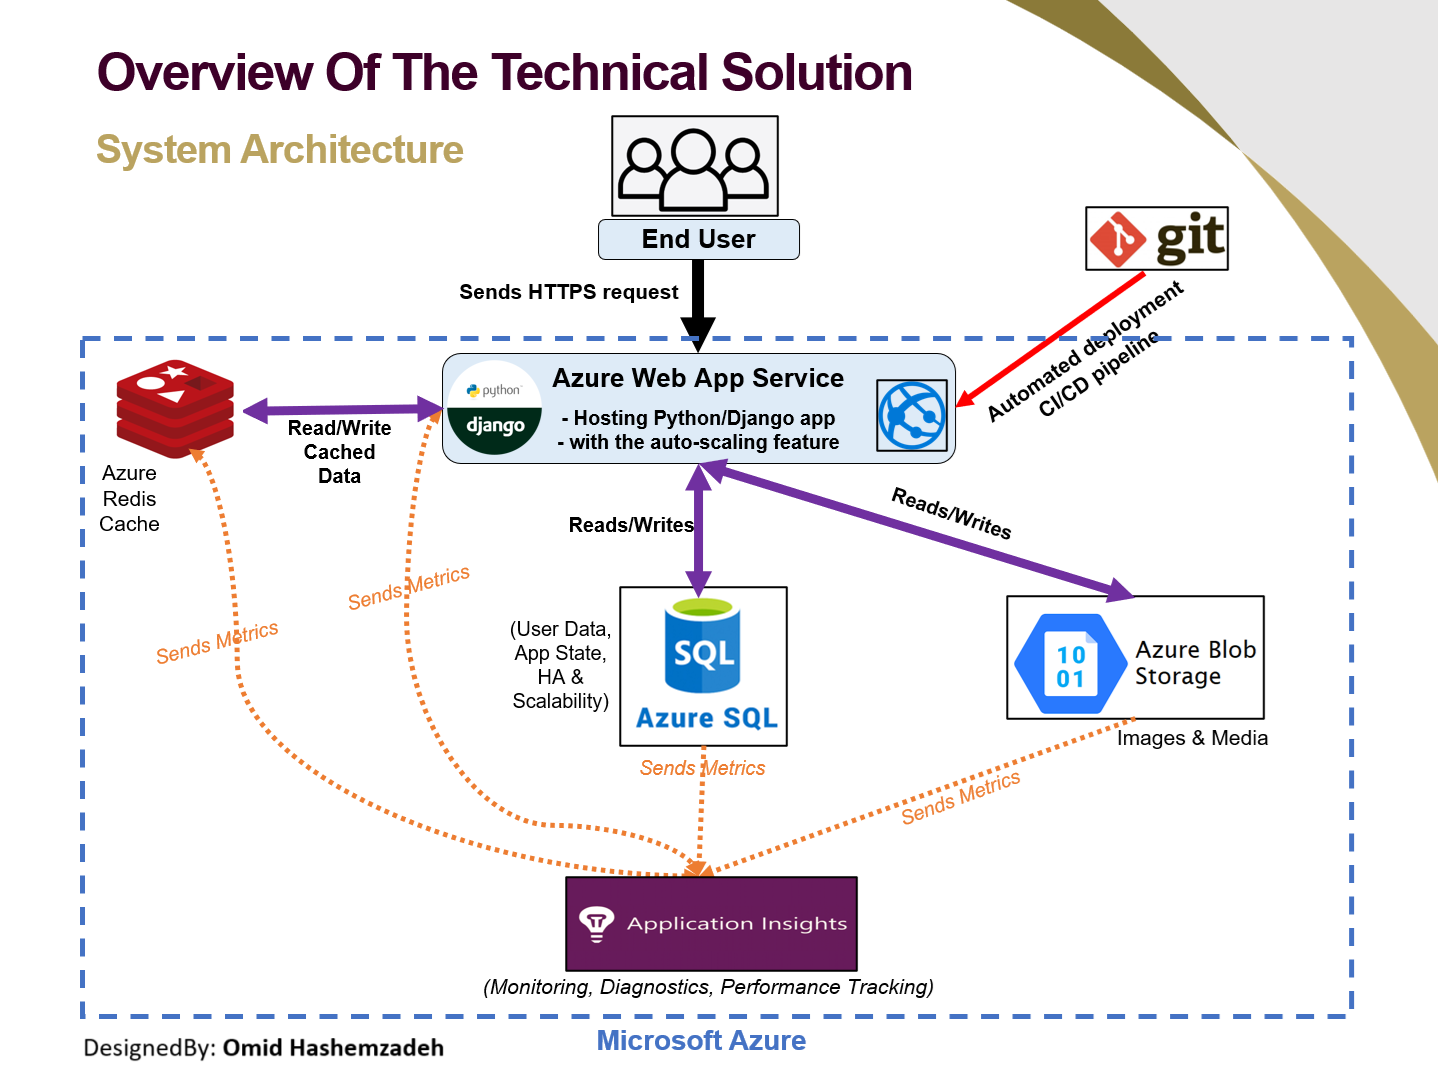 Overview Of The Technical Solution
System Architecture
End User
git
Sends HTTPS request
Automated deployment
CI/CD pipeline
python
django
Azure Web App Service
- Hosting Python/Django app
- with the auto-scaling feature
Read/Write
Cached
Data
Azure
Redis
Cache
Reads/Writes
Reads/Writes
Sends Metrics
Sends Metrics
(User Data,
App State,
HA &
Scalability)
SQL
Azure SQL
10
01
Azure Blob
Storage
Images & Media
Sends Metrics
Sends Metrics
Application Insights
(Monitoring, Diagnostics, Performance Tracking)
Microsoft Azure
DesignedBy: Omid Hashemzadeh